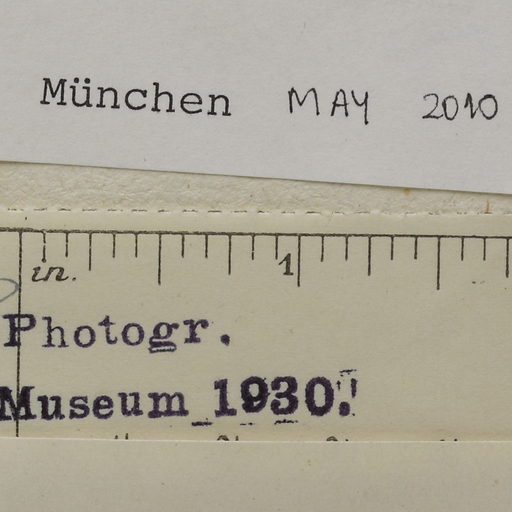 München MAY 2010
in. 1
Photogr.
Museum 1930.